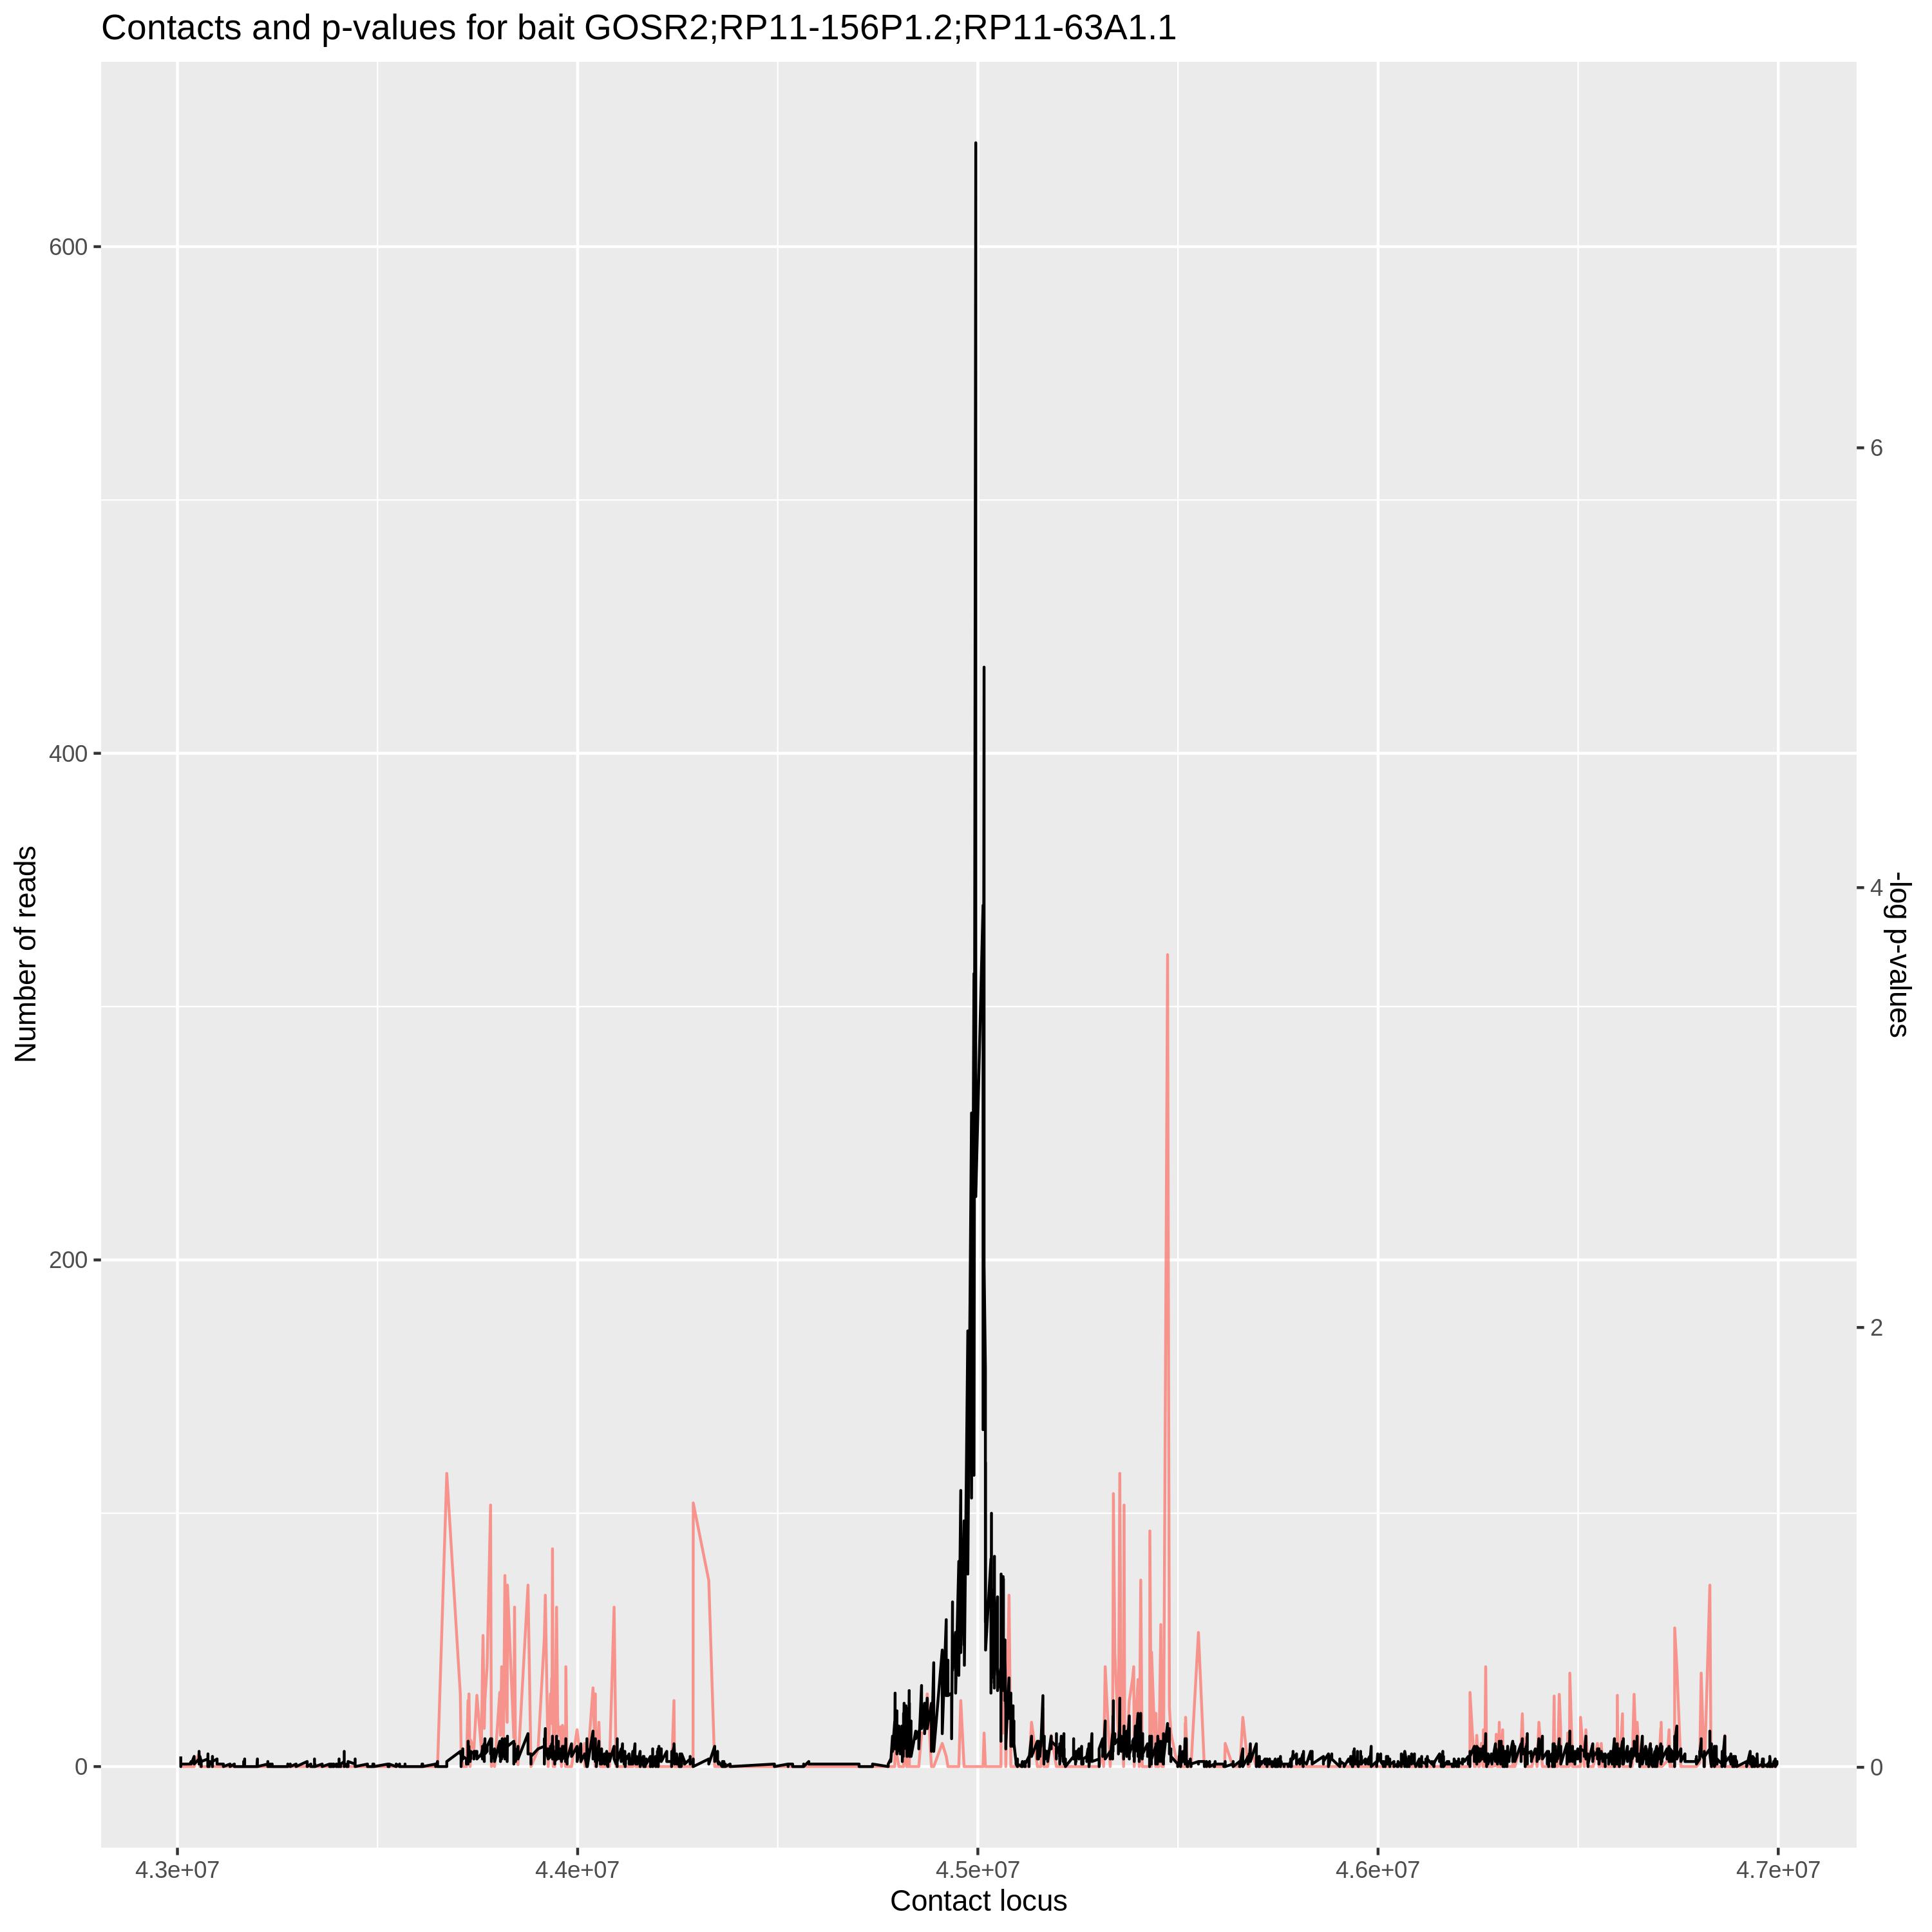 Contacts and p-values for bait GOSR2;RP11-156P1.2;RP11-63A1.1
600
400
200
0
Number of reads
6
4
2
0
-log p-values
4.3e+07 4.4e+07 4.5e+07 4.6e+07 4.7e+07
Contact locus